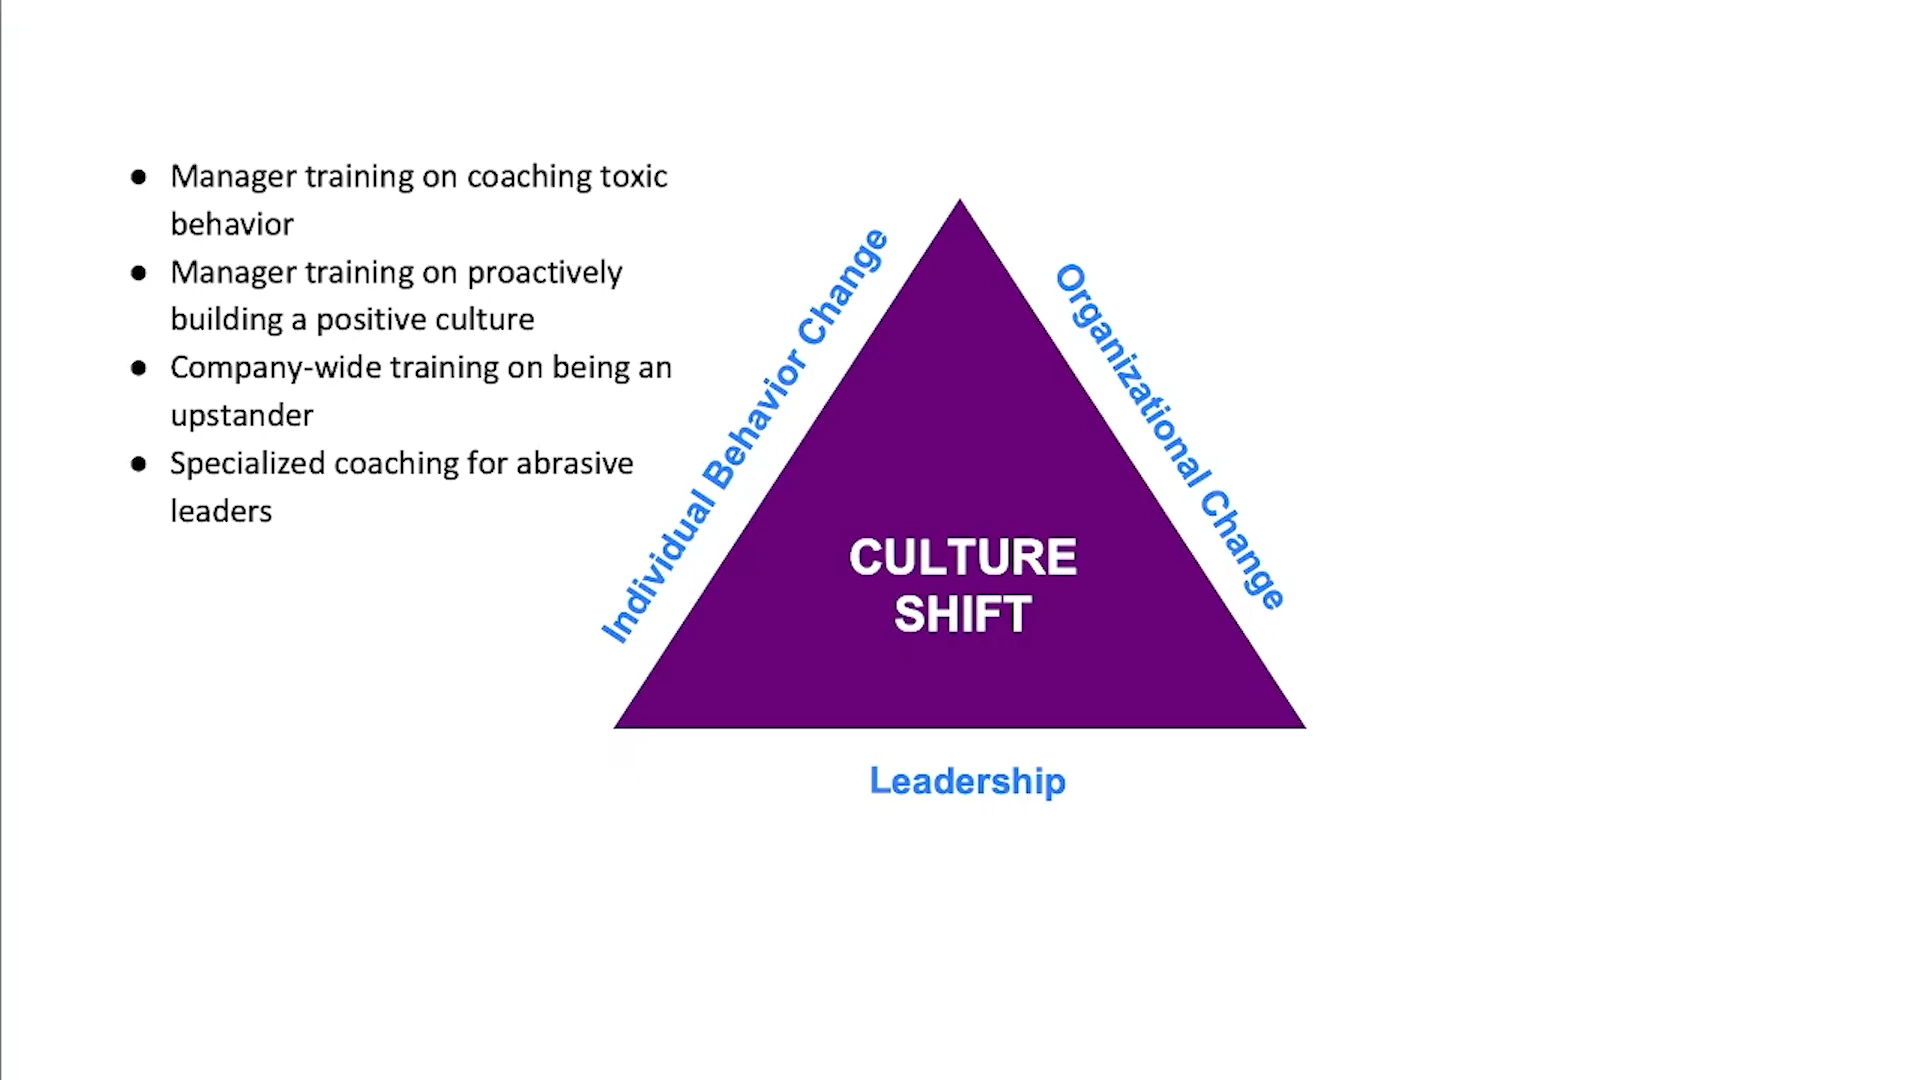 ● Manager training on coaching toxic
behavior
● Manager training on proactively
building a positive culture
● Company-wide training on being an
upstander
● Specialized coaching for abrasive
leaders
Individual Behavior Change
Organizational Change
CULTURE
SHIFT
Leadership